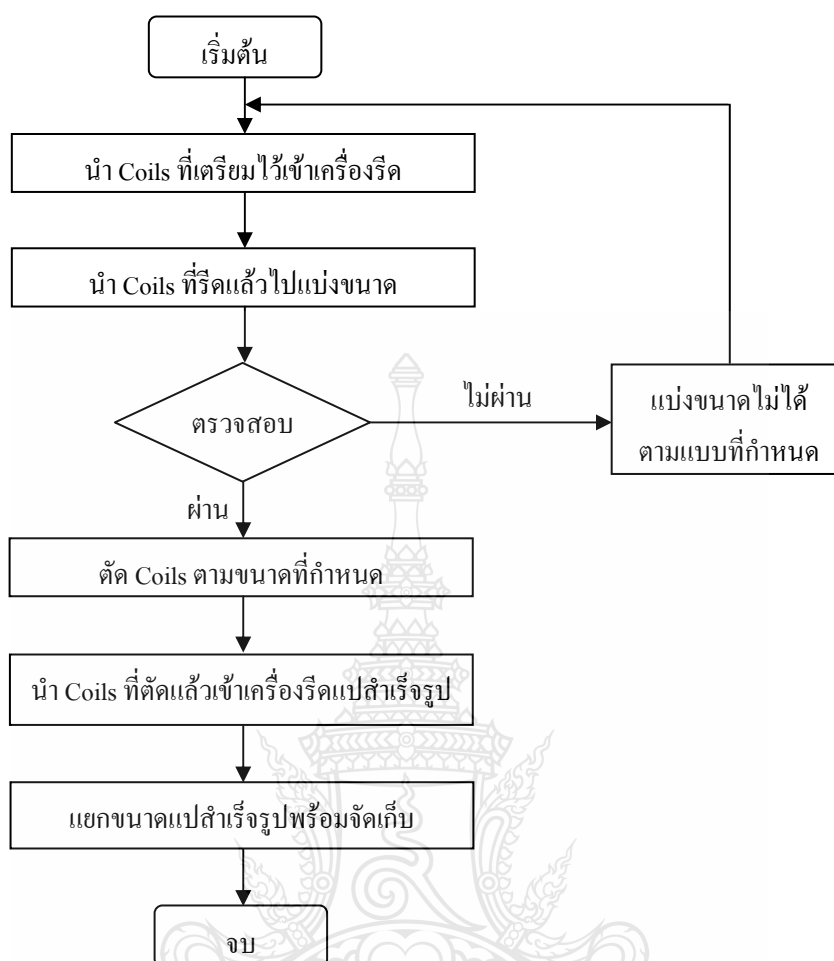 เริ่มต้น
นำ Coils ที่เตรียมไว้เข้าเครื่องรีด
นำ Coils ที่รีดแล้วไปแบ่งขนาด
ตรวจสอบ
ไม่ผ่าน
แบ่งขนาดไม่ได้
ตามแบบที่กำหนด
ผ่าน
ตัด Coils ตามขนาดที่กำหนด
นำ Coils ที่ตัดแล้วเข้าเครื่องรีดแปสำเร็จรูป
แยกขนาดแปสำเร็จรูปพร้อมจัดเก็บ
จบ